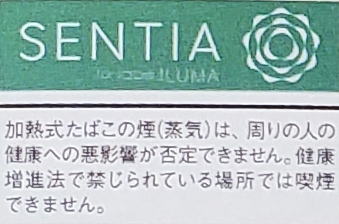 SENTIA
for IQOS ILUMA
加熱式たばこの煙(蒸気)は、周りの人の
健康への悪影響が否定できません。健康
増進法で禁じられている場所では喫煙
できません。